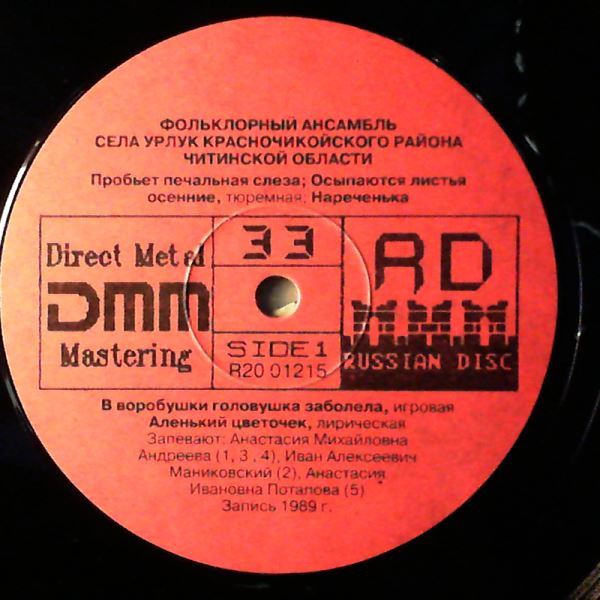 ФОЛЬКЛОРНЫЙ АНСАМБЛЬ
СЕЛА УРЛУК КРАСНОЧИКОЙСКОГО РАЙОНА
ЧИТИНСКОЙ ОБЛАСТИ
Пробьет печальная слеза; Осыпаются листья
осенние, тюремная; Нареченька
Direct Metal
DMM
Mastering
33
SIDE 1
R20 01215
RD
RUSSIAN DISC
В воробушки головушка заболела, игровая
Аленький цветочек, лирическая
Запевают: Анастасия Михайловна
Андреева (1, 3, 4), Иван Алексеевич
Маниковский (2), Анастасия
Ивановна Поталова (5)
Запись 1989 г.